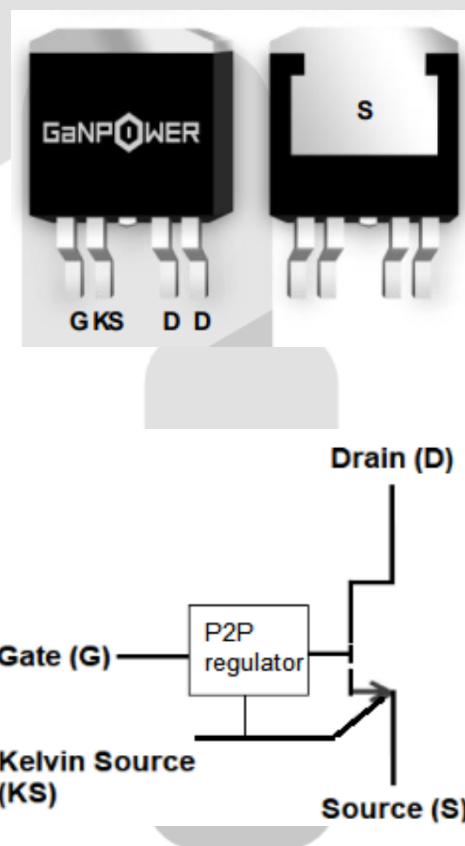 GaNPOWER
S
G KS D D
Drain (D)
P2P
regulator
Gate (G)
Kelvin Source
(KS)
Source (S)